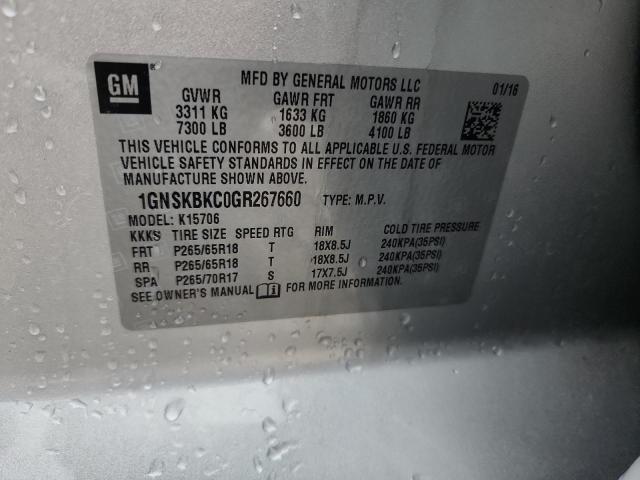 GM
MFD BY GENERAL MOTORS LLC
01/16
GVWR GAWR FRT GAWR RR
3311 KG 1633 KG 1860 KG
7300 LB 3600 LB 4100 LB
THIS VEHICLE CONFORMS TO ALL APPLICABLE U.S. FEDERAL MOTOR
VEHICLE SAFETY STANDARDS IN EFFECT ON THE DATE OF
MANUFACTURE SHOWN ABOVE.
1GNSKBKC0GR267660 TYPE: M.P.V.
MODEL: K15706
KKKS TIRE SIZE SPEED RTG RIM COLD TIRE PRESSURE
FRT P265/65R18 T 18X8.5J 240KPA(35PSI)
RR P265/65R18 T 18X8.5J 240KPA(35PSI)
SPA P265/70R17 S 17X7.5J 240KPA(35PSI)
SEE OWNER'S MANUAL FOR MORE INFORMATION.